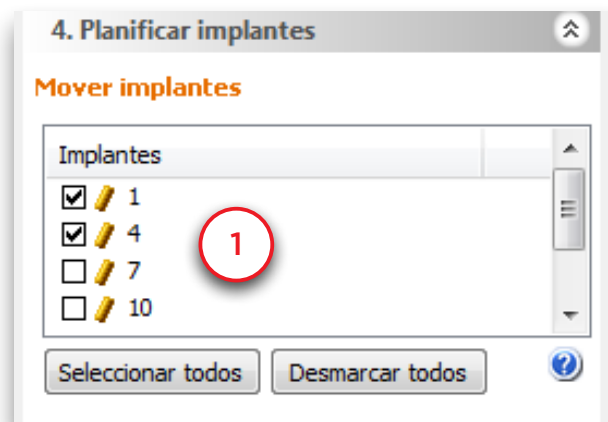 4. Planificar implantes
Mover implantes
Implantes
1
4
1
7
10
Seleccionar todos Desmarcar todos ?